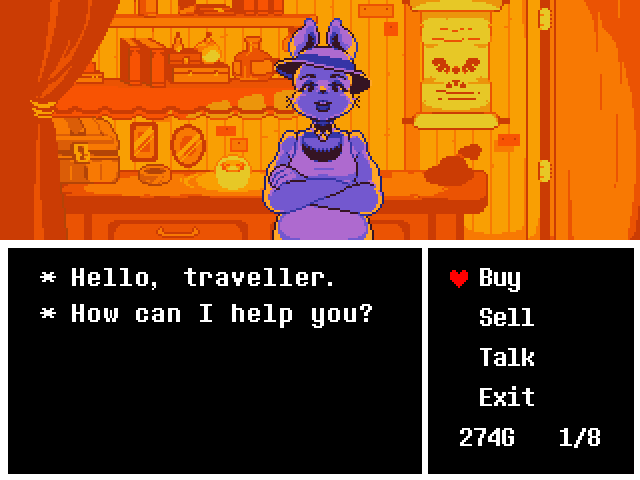 * Hello, traveller.
* How can I help you?
Buy
Sell
Talk
Exit
274G 1/8